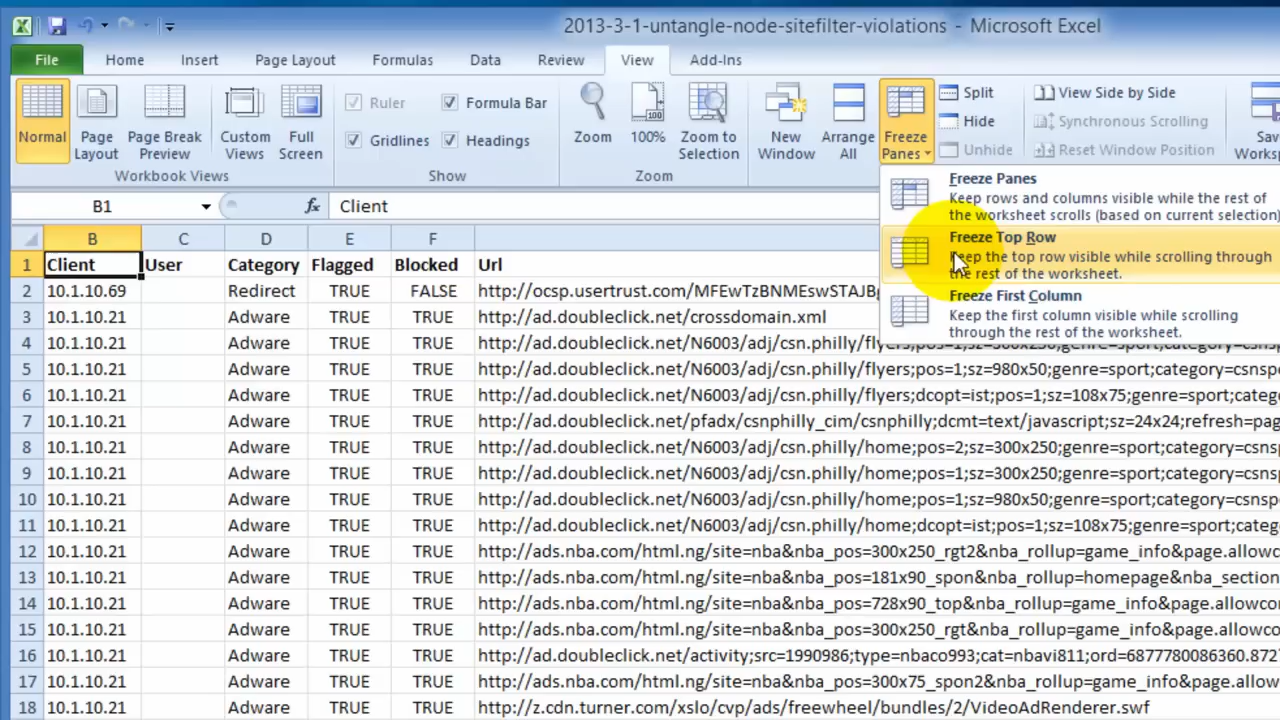 2013-3-1-untangle-node-sitefilter-violations - Microsoft Excel
File Home Insert Page Layout Formulas Data Review View Add-Ins
Normal
Page Layout
Page Break Preview
Custom Views
Full Screen
Workbook Views
Ruler
Formula Bar
Gridlines
Headings
Show
Zoom
100%
Zoom to Selection
Zoom
New Window
Arrange All
Freeze Panes
Split
Hide
Unhide
View Side by Side
Synchronous Scrolling
Reset Window Position
Freeze Panes
Keep rows and columns visible while the rest of
the worksheet scrolls (based on current selection)
Freeze Top Row
Keep the top row visible while scrolling through
the rest of the worksheet.
Freeze First Column
Keep the first column visible while scrolling
through the rest of the worksheet.
B1 fx Client
B C D E F
1 Client User Category Flagged Blocked Url
2 10.1.10.69 Redirect TRUE FALSE http://ocsp.usertrust.com/MFEwTzBNMEswSTAJBg
3 10.1.10.21 Adware TRUE TRUE http://ad.doubleclick.net/crossdomain.xml
4 10.1.10.21 Adware TRUE TRUE http://ad.doubleclick.net/N6003/adj/csn.philly/flyers;pos=1;sz=300x250;genre=sport;category=csnsp
5 10.1.10.21 Adware TRUE TRUE http://ad.doubleclick.net/N6003/adj/csn.philly/flyers;pos=1;sz=980x50;genre=sport;category=csnspo
6 10.1.10.21 Adware TRUE TRUE http://ad.doubleclick.net/N6003/adj/csn.philly/flyers;dcopt=ist;pos=1;sz=108x75;genre=sport;catego
7 10.1.10.21 Adware TRUE TRUE http://ad.doubleclick.net/pfadx/csnphilly_cim/csnphilly;dcmt=text/javascript;sz=24x24;refresh=pag
8 10.1.10.21 Adware TRUE TRUE http://ad.doubleclick.net/N6003/adj/csn.philly/home;pos=2;sz=300x250;genre=sport;category=csnsp
9 10.1.10.21 Adware TRUE TRUE http://ad.doubleclick.net/N6003/adj/csn.philly/home;pos=1;sz=300x250;genre=sport;category=csnsp
10 10.1.10.21 Adware TRUE TRUE http://ad.doubleclick.net/N6003/adj/csn.philly/home;pos=1;sz=980x50;genre=sport;category=csnspo
11 10.1.10.21 Adware TRUE TRUE http://ad.doubleclick.net/N6003/adj/csn.philly/home;dcopt=ist;pos=1;sz=108x75;genre=sport;catego
12 10.1.10.21 Adware TRUE TRUE http://ads.nba.com/html.ng/site=nba&nba_pos=300x250_rgt2&nba_rollup=game_info&page.allowc
13 10.1.10.21 Adware TRUE TRUE http://ads.nba.com/html.ng/site=nba&nba_pos=181x90_spon&nba_rollup=homepage&nba_section
14 10.1.10.21 Adware TRUE TRUE http://ads.nba.com/html.ng/site=nba&nba_pos=728x90_top&nba_rollup=game_info&page.allowco
15 10.1.10.21 Adware TRUE TRUE http://ads.nba.com/html.ng/site=nba&nba_pos=300x250_rgt&nba_rollup=game_info&page.allowco
16 10.1.10.21 Adware TRUE TRUE http://ad.doubleclick.net/activity;src=1990986;type=nbaco993;cat=nbavi811;ord=6877780086360.872
17 10.1.10.21 Adware TRUE TRUE http://ads.nba.com/html.ng/site=nba&nba_pos=300x75_spon2&nba_rollup=game_info&page.allow
18 10.1.10.21 Adware TRUE TRUE http://z.cdn.turner.com/xslo/cvp/ads/freewheel/bundles/2/VideoAdRenderer.swf